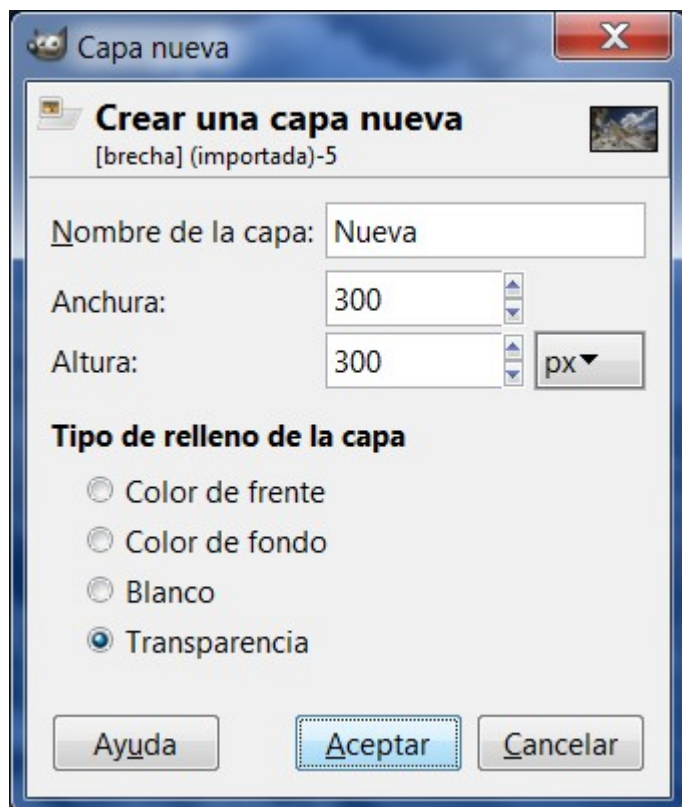 Capa nueva
Crear una capa nueva
[brecha] (importada)-5
Nombre de la capa: Nueva
Anchura: 300
Altura: 300 px
Tipo de relleno de la capa
Color de frente
Color de fondo
Blanco
Transparencia
Ayuda Aceptar Cancelar